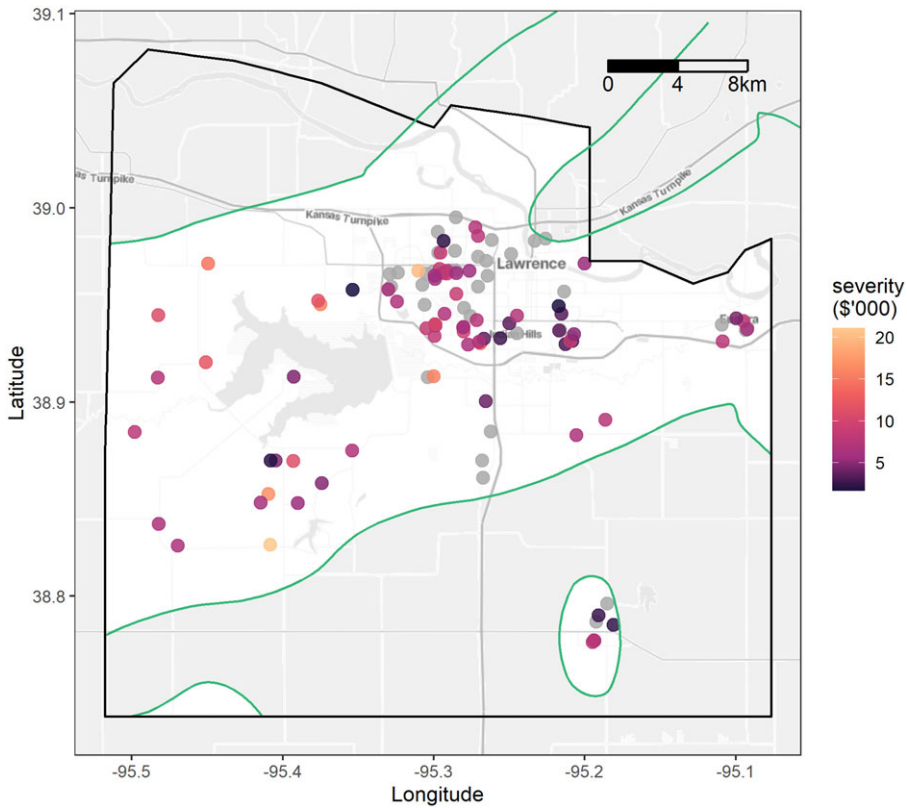 39.1
39.0
38.9
38.8
Latitude
0 4 8km
as Turnpike
Kansas Turnpike
Kansas Turnpike
Lawrence
Hills
-95.5 -95.4 -95.3 -95.2 -95.1
Longitude
severity
($'000)
20
15
10
5